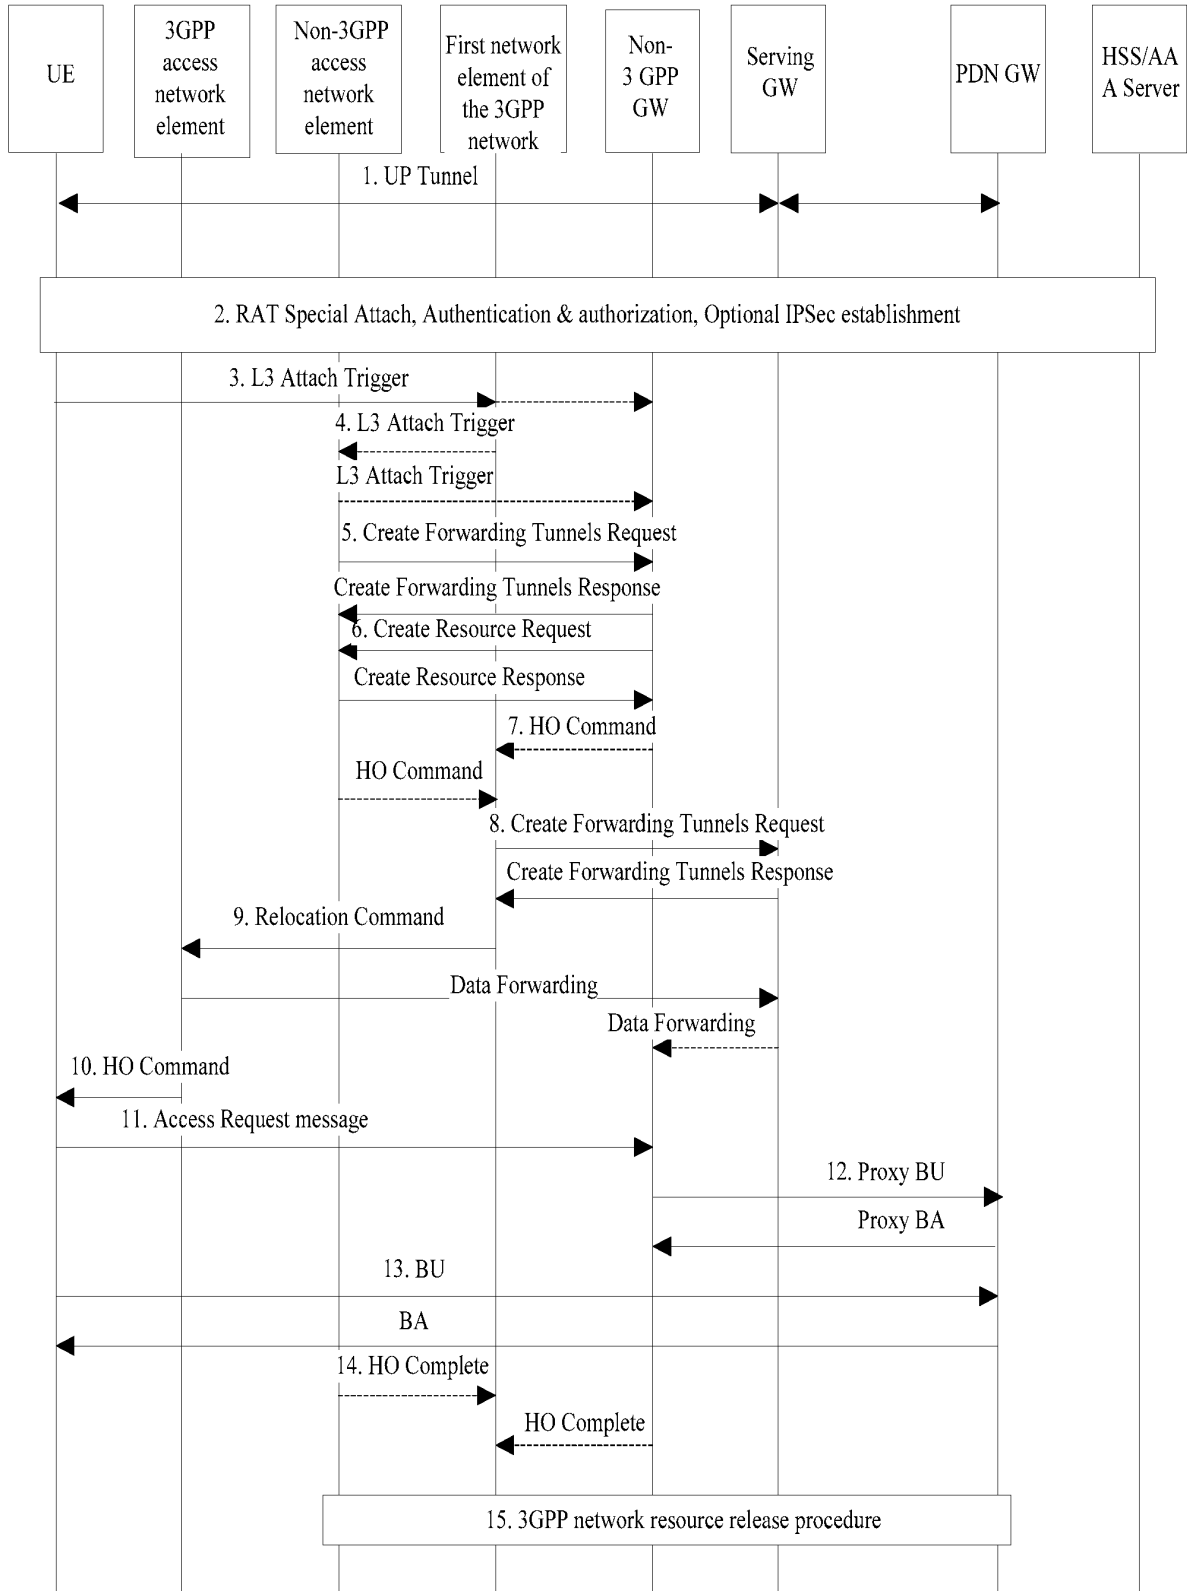 UE
3GPP
access
network
element
Non-3GPP
access
network
element
First network
element of
the 3GPP
network
Non-
3 GPP
GW
Serving
GW
PDN GW
HSS/AA
A Server
1. UP Tunnel
2. RAT Special Attach, Authentication & authorization, Optional IPSec establishment
3. L3 Attach Trigger
4. L3 Attach Trigger
L3 Attach Trigger
5. Create Forwarding Tunnels Request
Create Forwarding Tunnels Response
6. Create Resource Request
Create Resource Response
7. HO Command
HO Command
8. Create Forwarding Tunnels Request
Create Forwarding Tunnels Response
9. Relocation Command
Data Forwarding
Data Forwarding
10. HO Command
11. Access Request message
12. Proxy BU
Proxy BA
13. BU
BA
14. HO Complete
HO Complete
15. 3GPP network resource release procedure